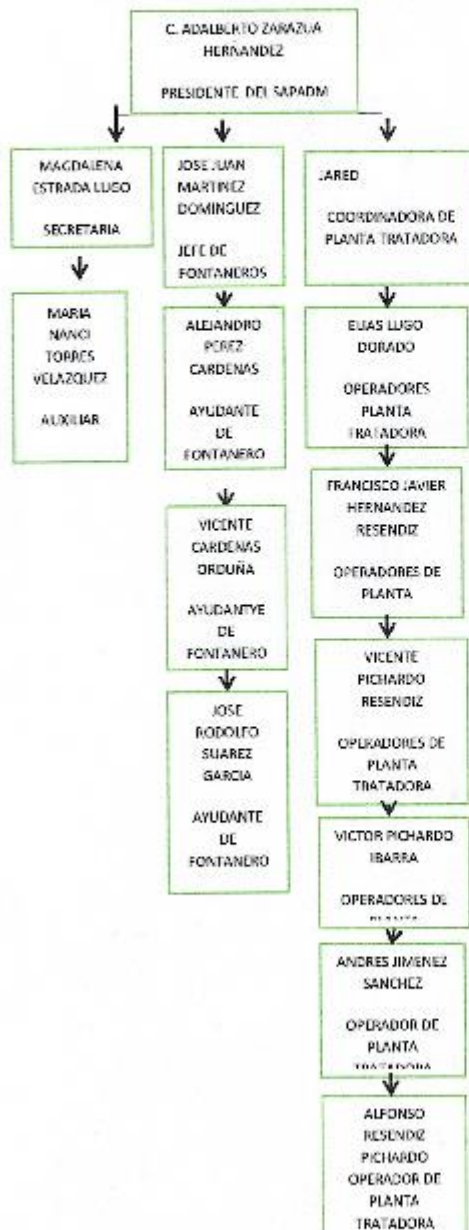 C. ADALBERTO ZARAZUA
HERNANDEZ
PRESIDENTE DEL SAPADM
MAGDALENA
ESTRADA LUGO
SECRETARIA
MARIA
NANCI
TORRES
VELAZQUEZ
AUXILIAR
JOSE JUAN
MARTINEZ
DOMINGUEZ
JEFE DE
FONTANEROS
ALEJANDRO
PEREZ
CARDENAS
AYUDANTE
DE
FONTANERO
VICENTE
CARDENAS
ORDUÑA
AYUDANTYE
DE
FONTANERO
JOSE
RODOLFO
SUAREZ
GARCIA
AYUDANTE
DE
FONTANERO
JARED
COORDINADORA DE
PLANTA TRATADORA
ELIAS LUGO
DORADO
OPERADORES
PLANTA
TRATADORA
FRANCISCO JAVIER
HERNANDEZ
RESENDIZ
OPERADORES DE
PLANTA
VICENTE
PICHARDO
RESENDIZ
OPERADORES DE
PLANTA
TRATADORA
VICTOR PICHARDO
IBARRA
OPERADORES DE
ANDRES JIMENEZ
SANCHEZ
OPERADOR DE
PLANTA
TRATADORA
ALFONSO
RESENDIZ
PICHARDO
OPERADOR DE
PLANTA
TRATADORA